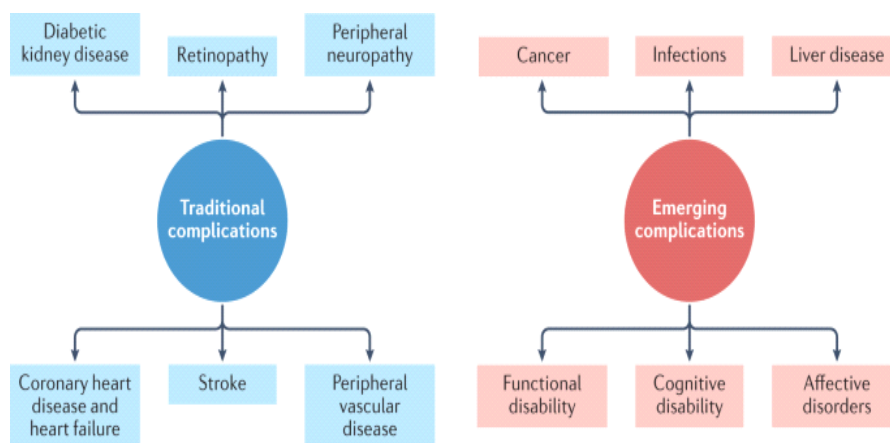 Diabetic
kidney disease
Retinopathy
Peripheral
neuropathy
Cancer
Infections
Liver disease
Traditional
complications
Emerging
complications
Coronary heart
disease and
heart failure
Stroke
Peripheral
vascular
disease
Functional
disability
Cognitive
disability
Affective
disorders